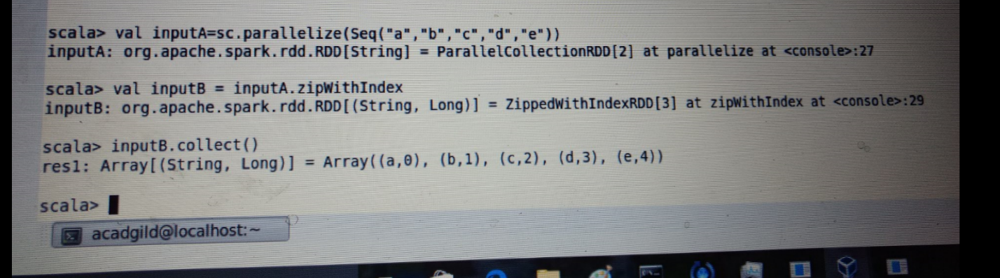 scala> val inputA=sc.parallelize(Seq("a","b","c","d","e"))
inputA: org.apache.spark.rdd.RDD[String] = ParallelCollectionRDD[2] at parallelize at <console>:27
scala> val inputB = inputA.zipWithIndex
inputB: org.apache.spark.rdd.RDD[(String, Long)] = ZippedWithIndexRDD[3] at zipWithIndex at <console>:29
scala> inputB.collect()
res1: Array[(String, Long)] = Array((a,0), (b,1), (c,2), (d,3), (e,4))
scala>
acadgild@localhost:~